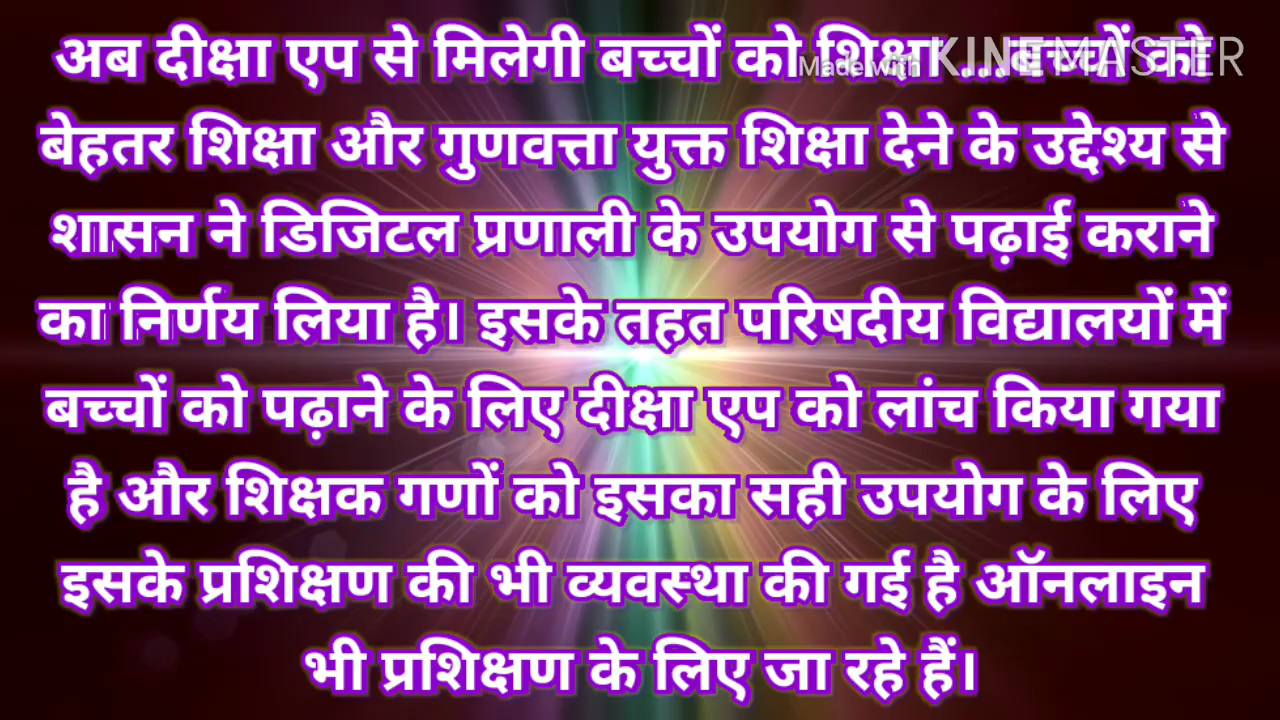 अब दीक्षा एप से मिलेगी बच्चों को शिक्षा....बच्चों को
Made with KINEMASTER
बेहतर शिक्षा और गुणवत्ता युक्त शिक्षा देने के उद्देश्य से
शासन ने डिजिटल प्रणाली के उपयोग से पढ़ाई कराने
का निर्णय लिया है। इसके तहत परिषदीय विद्यालयों में
बच्चों को पढ़ाने के लिए दीक्षा एप को लांच किया गया
है और शिक्षक गणों को इसका सही उपयोग के लिए
इसके प्रशिक्षण की भी व्यवस्था की गई है ऑनलाइन
भी प्रशिक्षण के लिए जा रहे हैं।